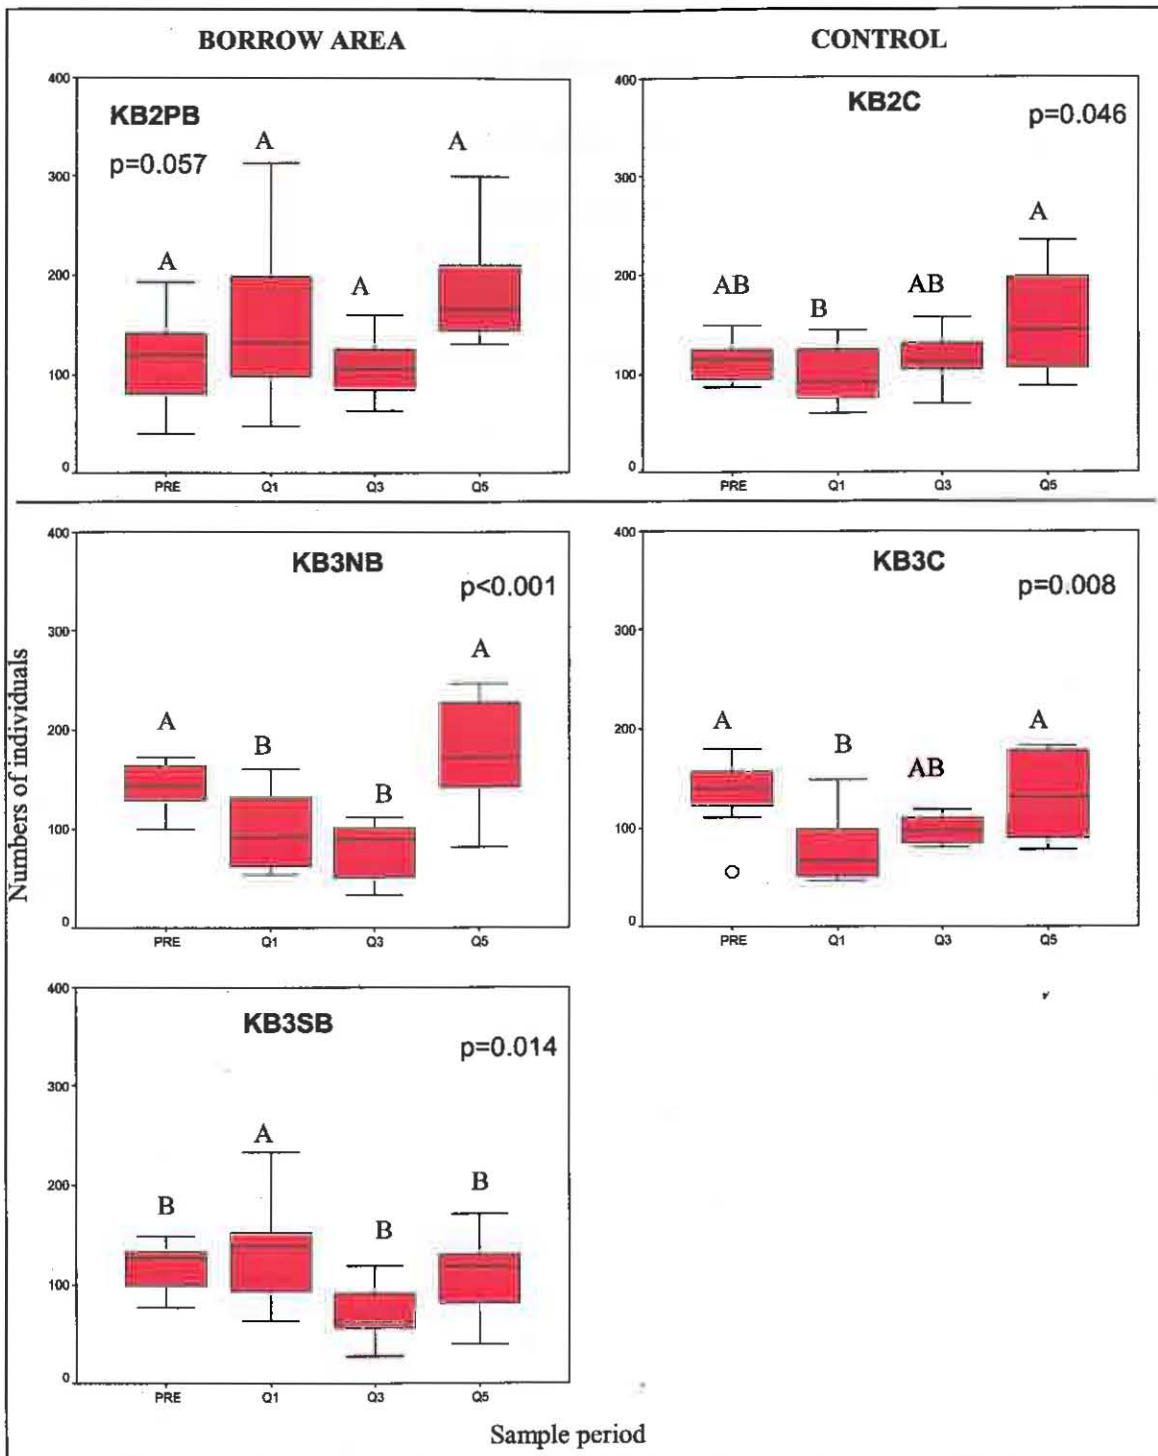 BORROW AREA
CONTROL
400
300
200
100
0
KB2PB
p=0.057
A
A
A
A
PRE
Q1
Q3
Q5
400
300
200
100
0
KB2C
p=0.046
AB
B
AB
A
PRE
Q1
Q3
Q5
Numbers of individuals
400
300
200
100
0
KB3NB
p<0.001
A
B
B
A
PRE
Q1
Q3
Q5
400
300
200
100
0
KB3C
p=0.008
A
B
AB
A
PRE
Q1
Q3
Q5
400
300
200
100
0
KB3SB
p=0.014
B
A
B
B
PRE
Q1
Q3
Q5
Sample period